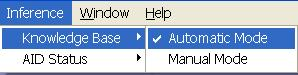 Inference Window Help
Knowledge Base Automatic Mode
AID Status Manual Mode